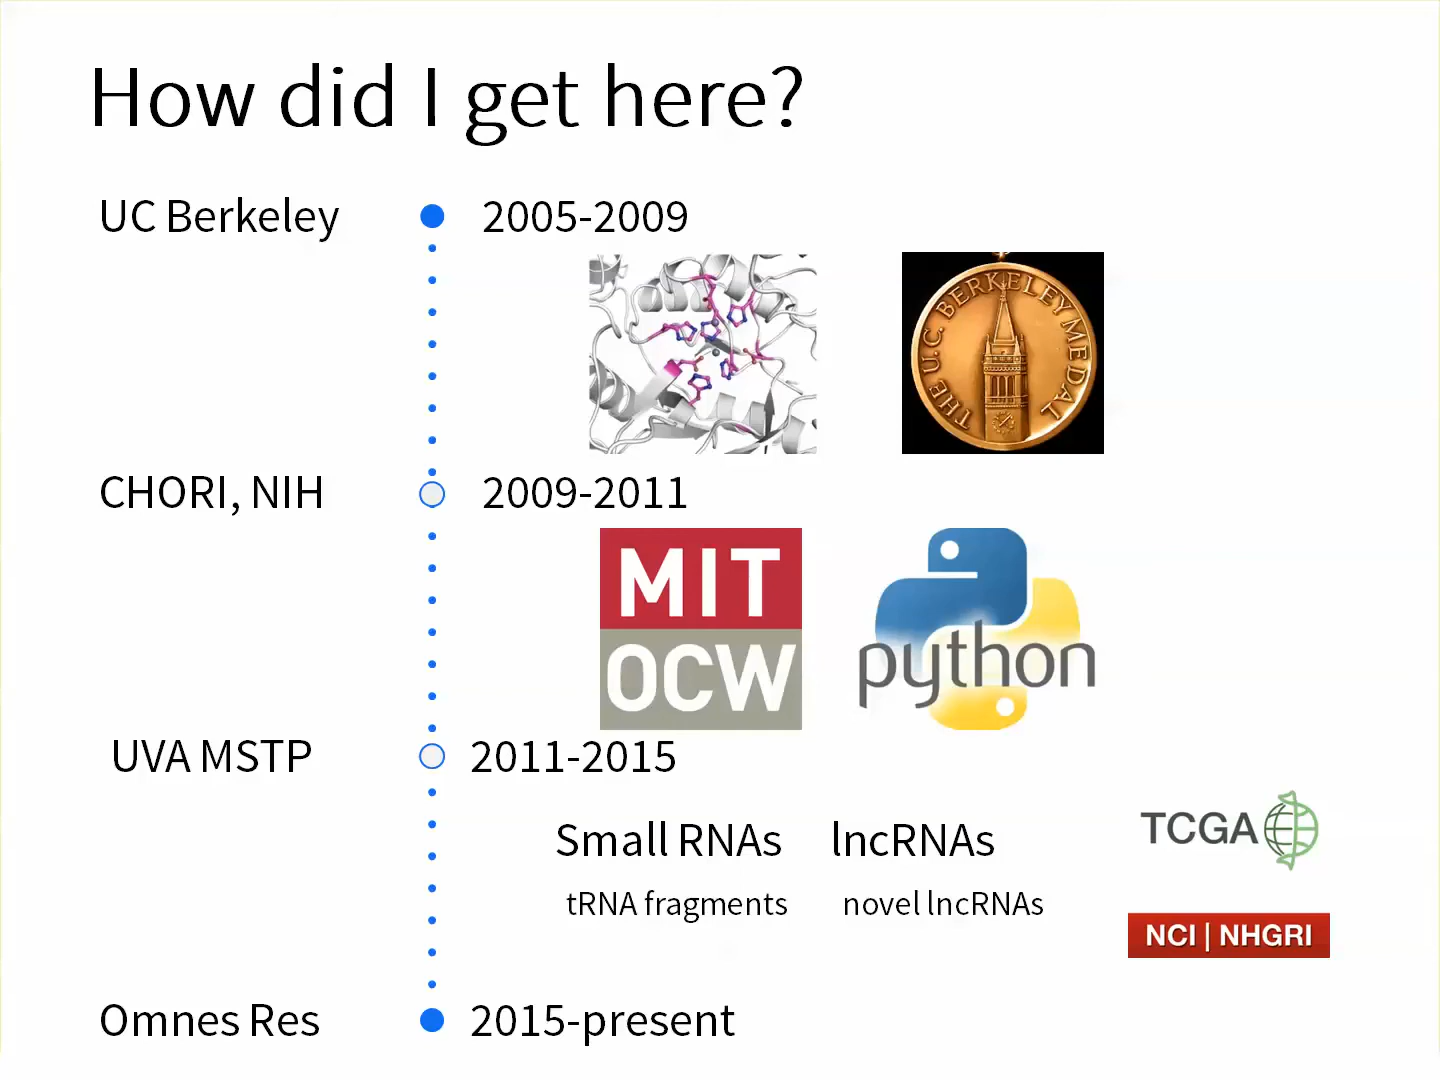 How did I get here?
UC Berkeley 2005-2009
THE U.C. BERKELEY MEDAL
CHORI, NIH 2009-2011
MIT
OCW
python
UVA MSTP 2011-2015
Small RNAs lncRNAs
TCGA
tRNA fragments novel lncRNAs
NCI | NHGRI
Omnes Res 2015-present